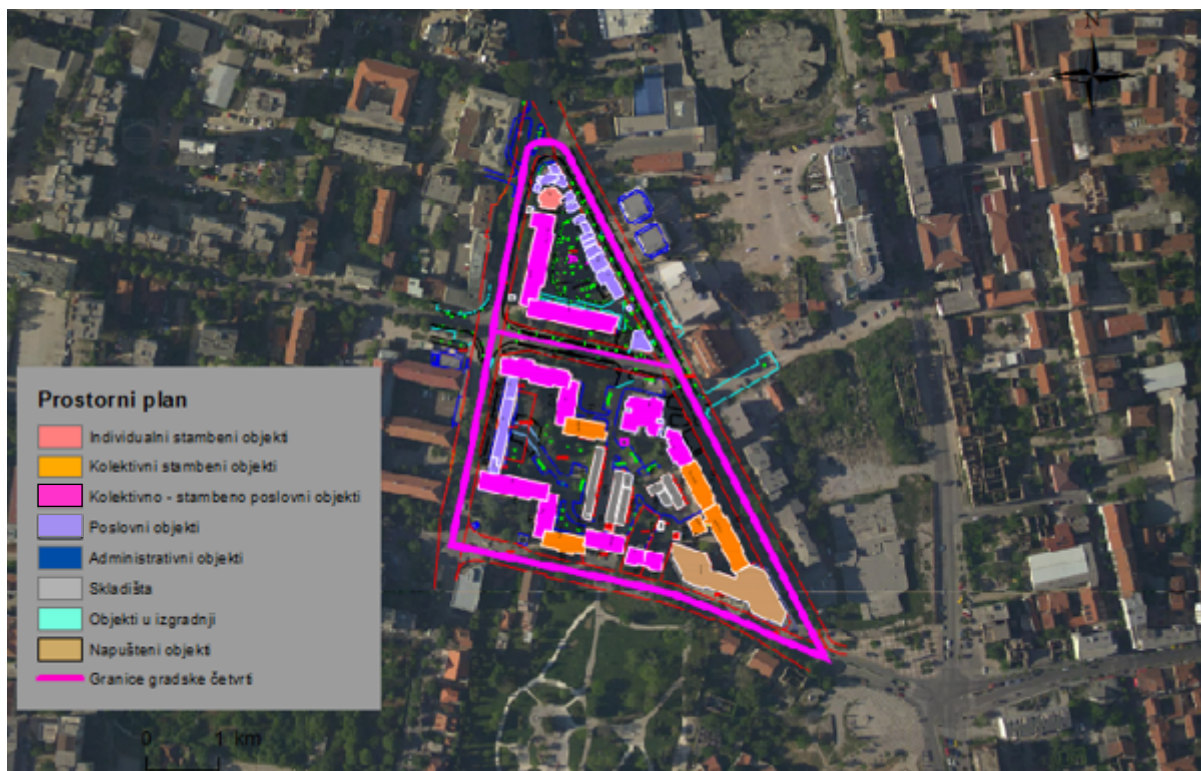 N
Prostorni plan
Individualni stambeni objekti
Kolektivni stambeni objekti
Kolektivno - stambeno poslovni objekti
Poslovni objekti
Administrativni objekti
Skladišta
Objekti u izgradnji
Napušteni objekti
Granice gradske četvrti
0 1 km